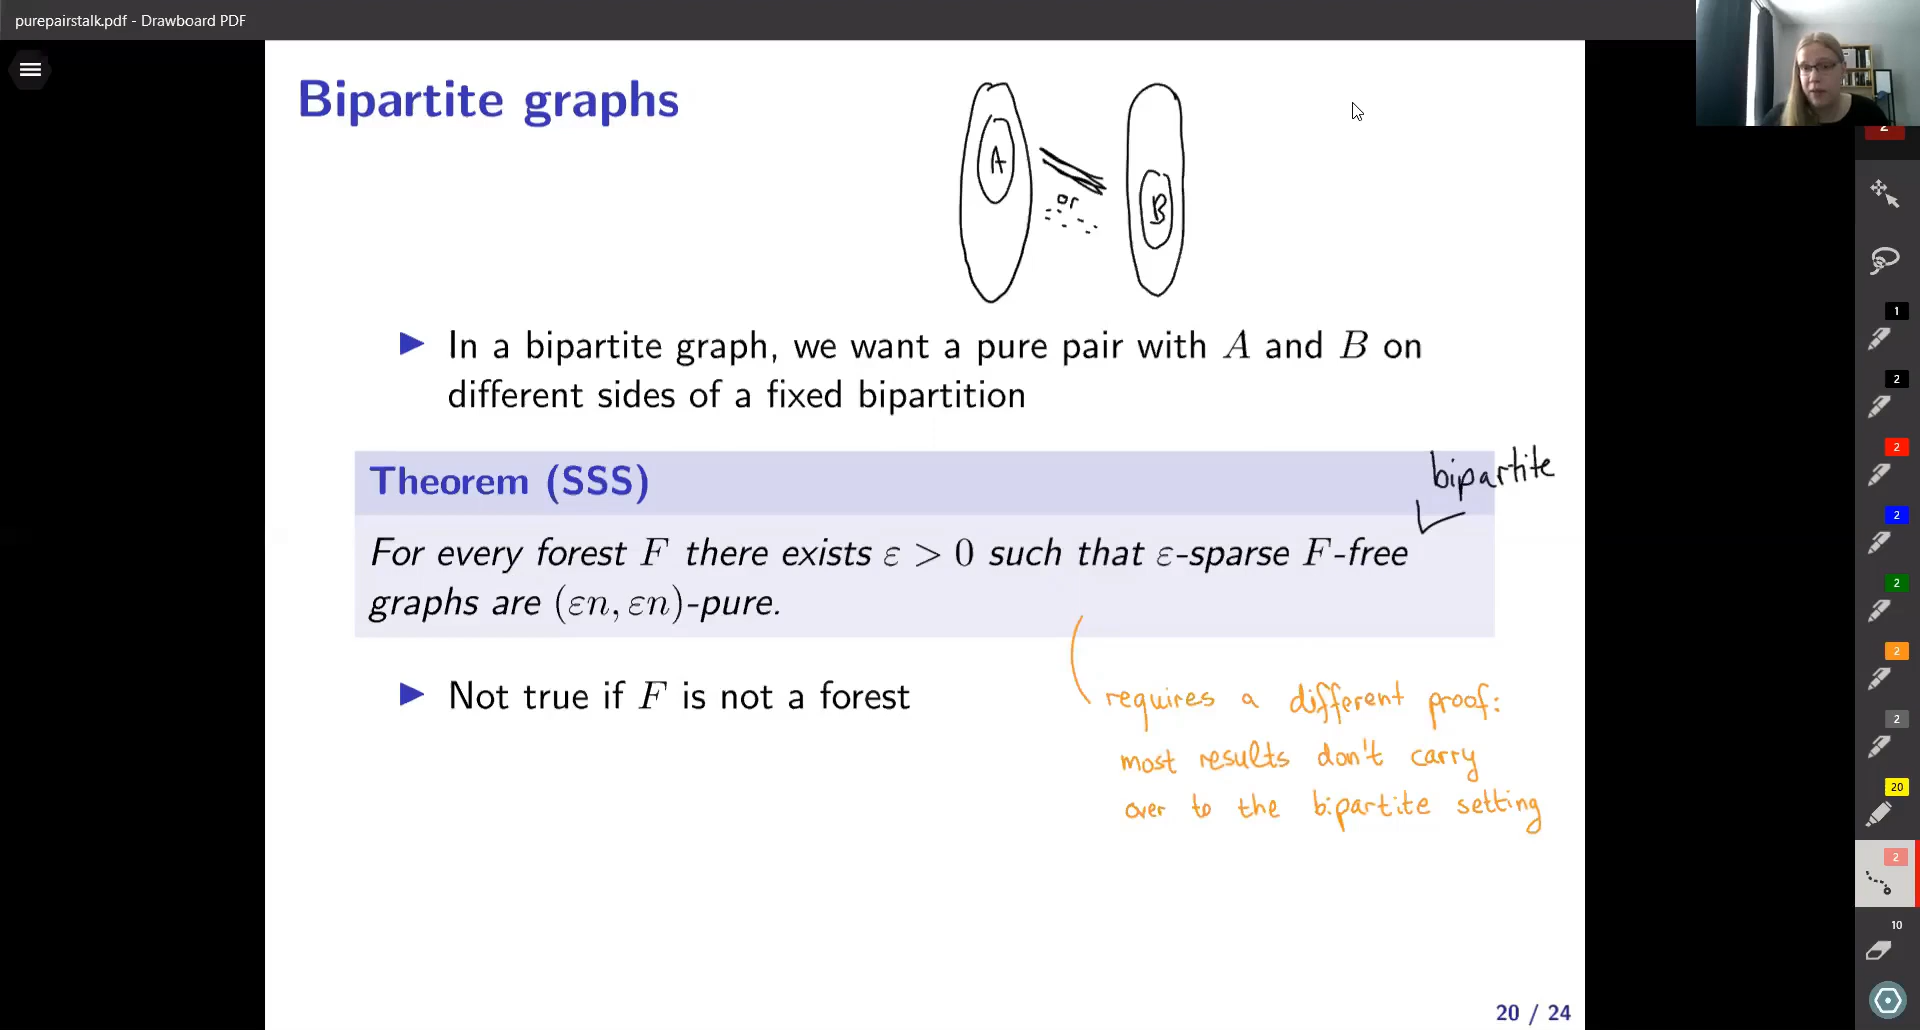 purepairstalk.pdf - Drawboard PDF
Bipartite graphs
A
or
B
▶ In a bipartite graph, we want a pure pair with A and B on
different sides of a fixed bipartition
Theorem (SSS)
bipartite
For every forest F there exists ε > 0 such that ε-sparse F-free
graphs are (εn, εn)-pure.
▶ Not true if F is not a forest
requires a different proof:
most results don't carry
over to the bipartite setting
20 / 24
2
1
2
2
2
2
2
2
20
2
10